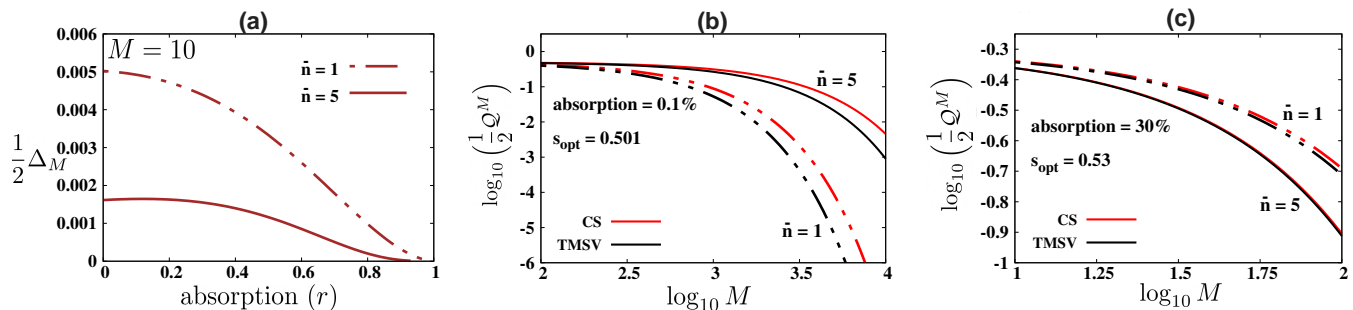 (a)
M = 10
n̄ = 1
n̄ = 5
0.006
0.005
0.004
0.003
0.002
0.001
0
½Δ_M
0 0.2 0.4 0.6 0.8 1
absorption (r)
(b)
0
-1
-2
-3
-4
-5
-6
log₁₀(½𝒬^M)
n̄ = 5
absorption = 0.1%
s_opt = 0.501
CS
TMSV
n̄ = 1
2 2.5 3 3.5 4
log₁₀ M
(c)
-0.3
-0.4
-0.5
-0.6
-0.7
-0.8
-0.9
-1
log₁₀(½𝒬^M)
n̄ = 1
absorption = 30%
s_opt = 0.53
CS
TMSV
n̄ = 5
1 1.25 1.5 1.75 2
log₁₀ M